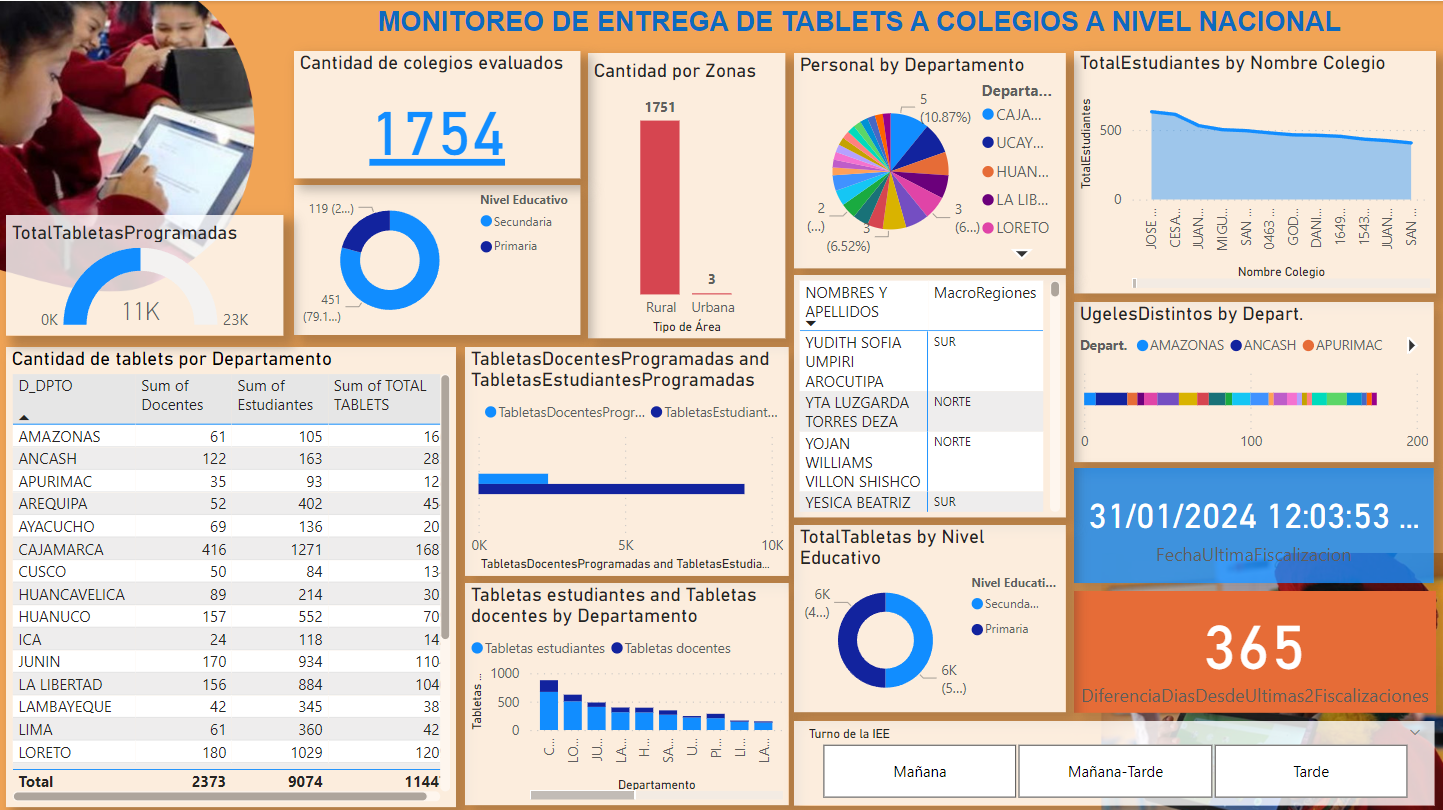 MONITOREO DE ENTREGA DE TABLETS A COLEGIOS A NIVEL NACIONAL
Cantidad de colegios evaluados
1754
119 (2...)
451
(79.1...)
Nivel Educativo
Secundaria
Primaria
TotalTabletasProgramadas
11K
0K
23K
Cantidad por Zonas
1751
3
Rural
Urbana
Tipo de Área
Personal by Departamento
5
(10.87%)
3
(6...)
3
(6.52%)
2
(...)
Departa...
CAJA...
UCAY...
HUAN...
LA LIB...
LORETO
TotalEstudiantes by Nombre Colegio
TotalEstudiantes
500
0
JOSE ...
CESA...
JUAN...
MIGU...
SAN ...
0463 ...
GOD...
DANI...
1649...
1543...
JUAN...
SAN ...
Nombre Colegio
Cantidad de tablets por Departamento
D_DPTO Sum of Docentes Sum of Estudiantes Sum of TOTAL TABLETS
AMAZONAS 61 105 16
ANCASH 122 163 28
APURIMAC 35 93 12
AREQUIPA 52 402 45
AYACUCHO 69 136 20
CAJAMARCA 416 1271 168
CUSCO 50 84 13
HUANCAVELICA 89 214 30
HUANUCO 157 552 70
ICA 24 118 14
JUNIN 170 934 110
LA LIBERTAD 156 884 104
LAMBAYEQUE 42 345 38
LIMA 61 360 42
LORETO 180 1029 120
Total 2373 9074 1144
TabletasDocentesProgramadas and
TabletasEstudiantesProgramadas
TabletasDocentesProgr... TabletasEstudiant...
0K 5K 10K
TabletasDocentesProgramadas and TabletasEstudia...
Tabletas estudiantes and Tabletas
docentes by Departamento
Tabletas estudiantes Tabletas docentes
Tabletas ...
1000
500
0
C...
LO...
JU...
LA...
H...
SA...
U...
PI...
LI...
LA...
Departamento
NOMBRES Y APELLIDOS MacroRegiones
YUDITH SOFIA SUR
UMPIRI
AROCUTIPA
YTA LUZGARDA NORTE
TORRES DEZA
YOJAN NORTE
WILLIAMS
VILLON SHISHCO
YESICA BEATRIZ SUR
TotalTabletas by Nivel
Educativo
6K
(4...)
6K
(5...)
Nivel Educati...
Secunda...
Primaria
UgelesDistintos by Depart.
Depart. AMAZONAS ANCASH APURIMAC
0 100 200
31/01/2024 12:03:53 ...
FechaUltimaFiscalizacion
365
DiferenciaDiasDesdeUltimas2Fiscalizaciones
Turno de la IEE
Mañana
Mañana-Tarde
Tarde